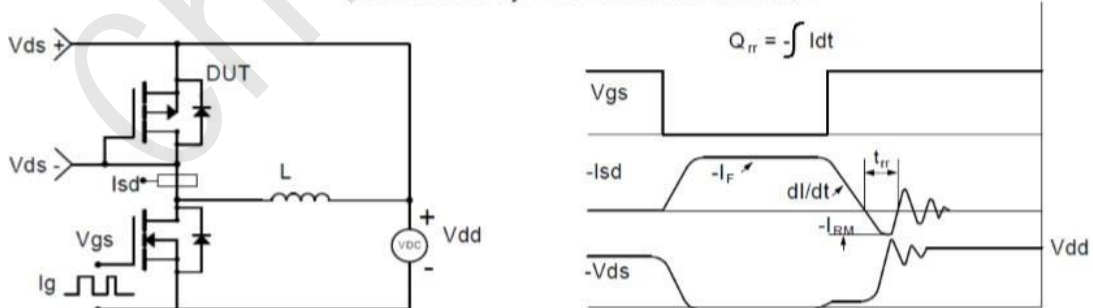 Vds +
DUT
Vds -
Isd
L
Vgs
Ig
VDC
+
-
Vdd
Qrr = -∫ Idt
Vgs
-Isd
-IF
dI/dt
trr
-IRM
Vdd
-Vds